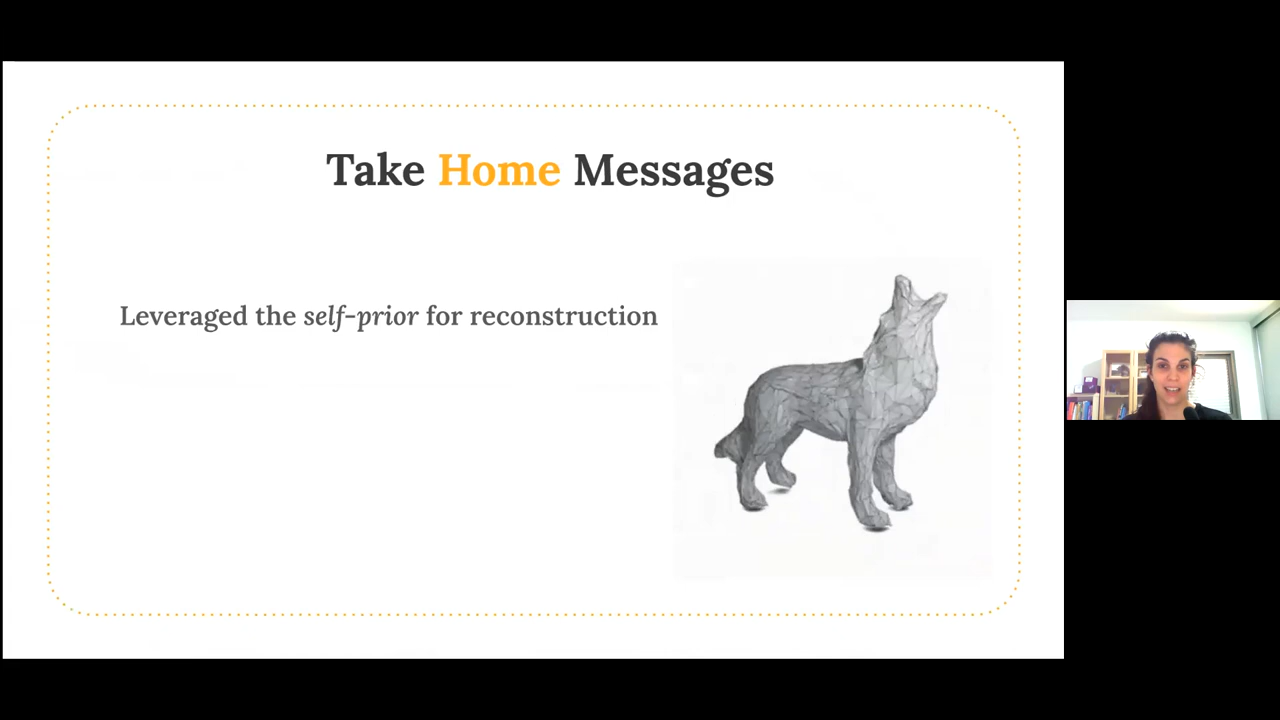 Take Home Messages
Leveraged the self-prior for reconstruction